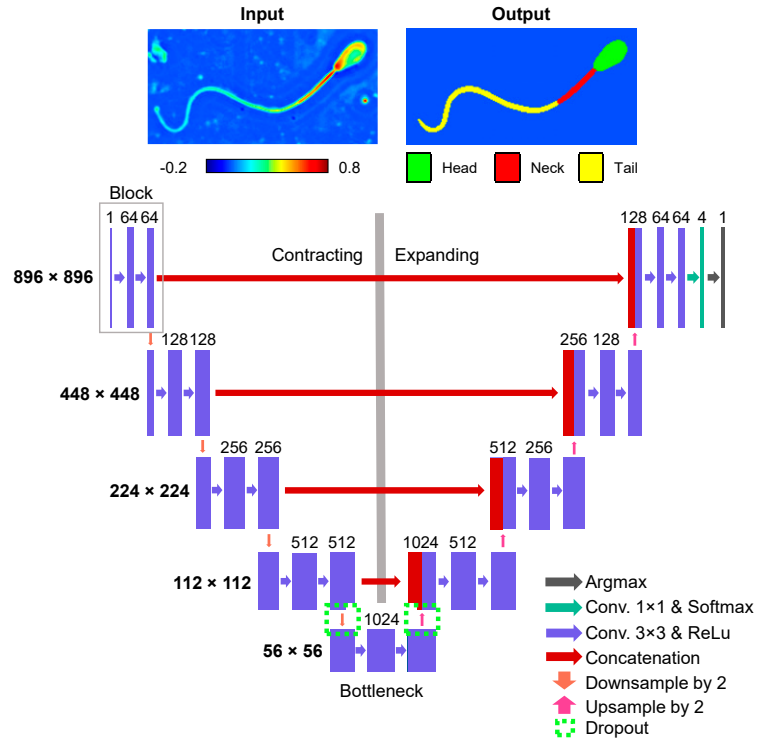 Input
Output
-0.2
0.8
Head
Neck
Tail
Block
1 64 64
128 64 64 4 1
Contracting
Expanding
896 × 896
128 128
256 128
448 × 448
256 256
512 256
224 × 224
512 512
1024 512
112 × 112
1024
56 × 56
Bottleneck
Argmax
Conv. 1×1 & Softmax
Conv. 3×3 & ReLu
Concatenation
Downsample by 2
Upsample by 2
Dropout